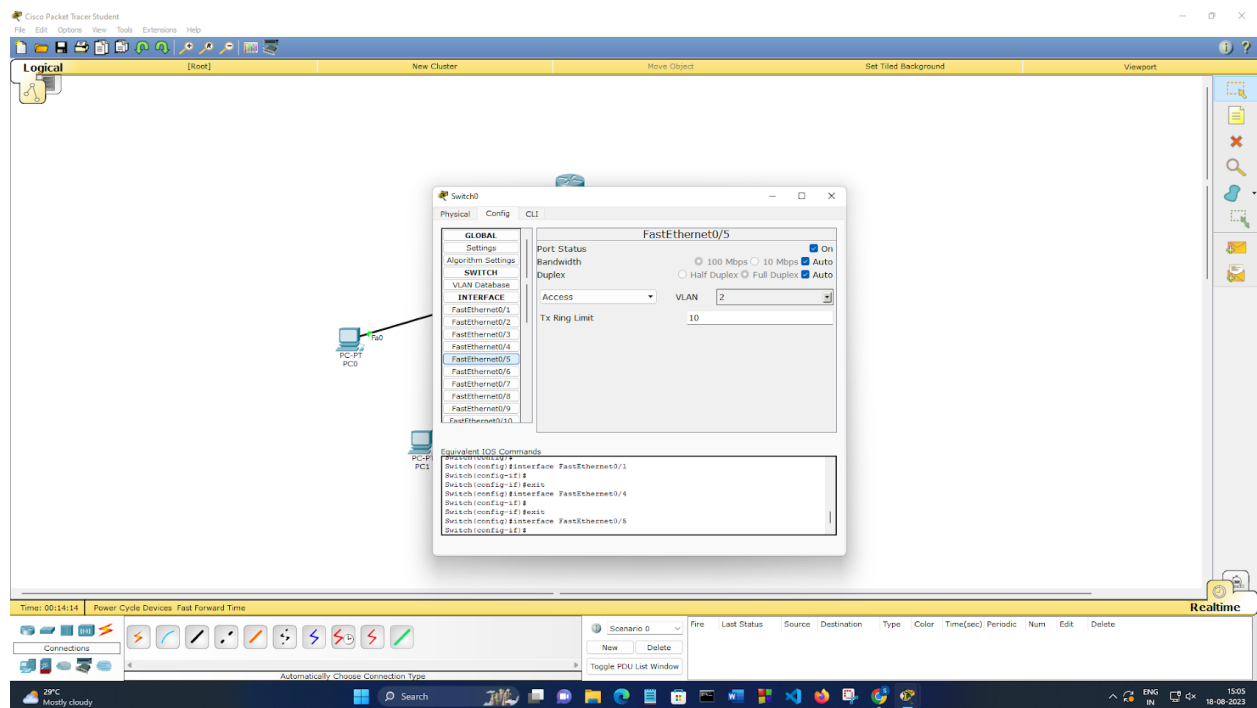 Cisco Packet Tracer Student
File Edit Options View Tools Extensions Help
Logical [Root] New Cluster Move Object Set Tiled Background Viewport
Switch0
Physical Config CLI
GLOBAL
Settings
Algorithm Settings
SWITCH
VLAN Database
INTERFACE
FastEthernet0/1
FastEthernet0/2
FastEthernet0/3
FastEthernet0/4
FastEthernet0/5
FastEthernet0/6
FastEthernet0/7
FastEthernet0/8
FastEthernet0/9
FastEthernet0/10
FastEthernet0/5
Port Status On
Bandwidth 100 Mbps 10 Mbps Auto
Duplex Half Duplex Full Duplex Auto
Access VLAN 2
Tx Ring Limit 10
Fa0
PC-PT
PC0
PC-PT
PC1
Equivalent IOS Commands
Switch(config)#
Switch(config)#interface FastEthernet0/1
Switch(config-if)#
Switch(config-if)#exit
Switch(config)#interface FastEthernet0/4
Switch(config-if)#
Switch(config-if)#exit
Switch(config)#interface FastEthernet0/5
Switch(config-if)#
Time: 00:14:14 Power Cycle Devices Fast Forward Time Realtime
Connections
Automatically Choose Connection Type
Scenario 0
New Delete
Toggle PDU List Window
Fire Last Status Source Destination Type Color Time(sec) Periodic Num Edit Delete
29°C
Mostly cloudy
Search
ENG
IN
15:05
18-08-2023